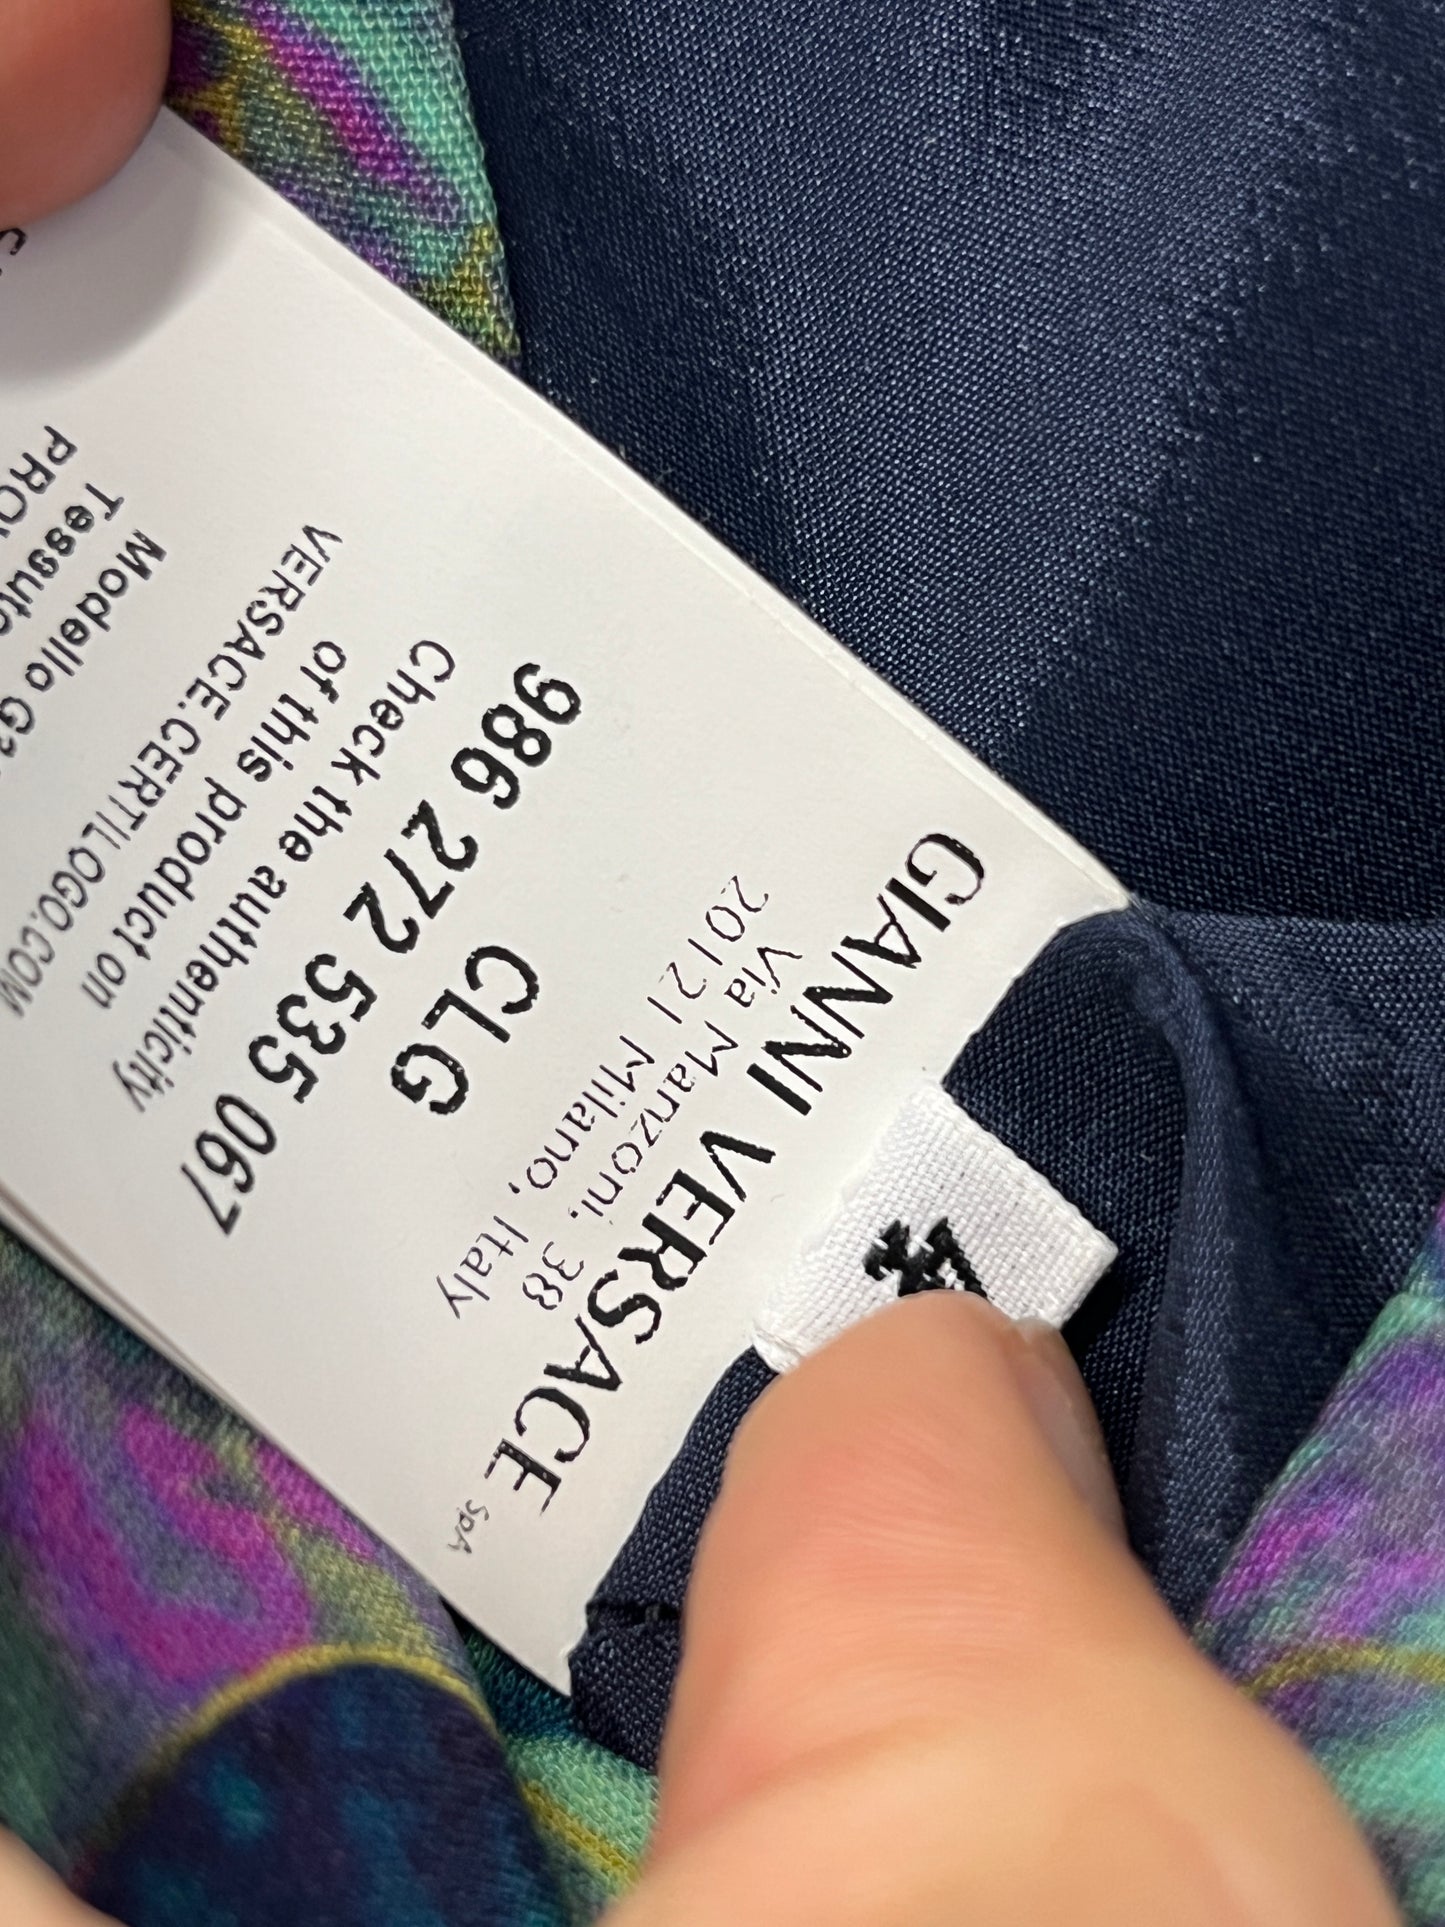 GIANNI VERSACE SpA
Via Manzoni, 38
20121 Milano, Italy
CLG
986 272 535 067
Check the authenticity
of this product on
VERSACE.CERTILOGO.COM
Modello